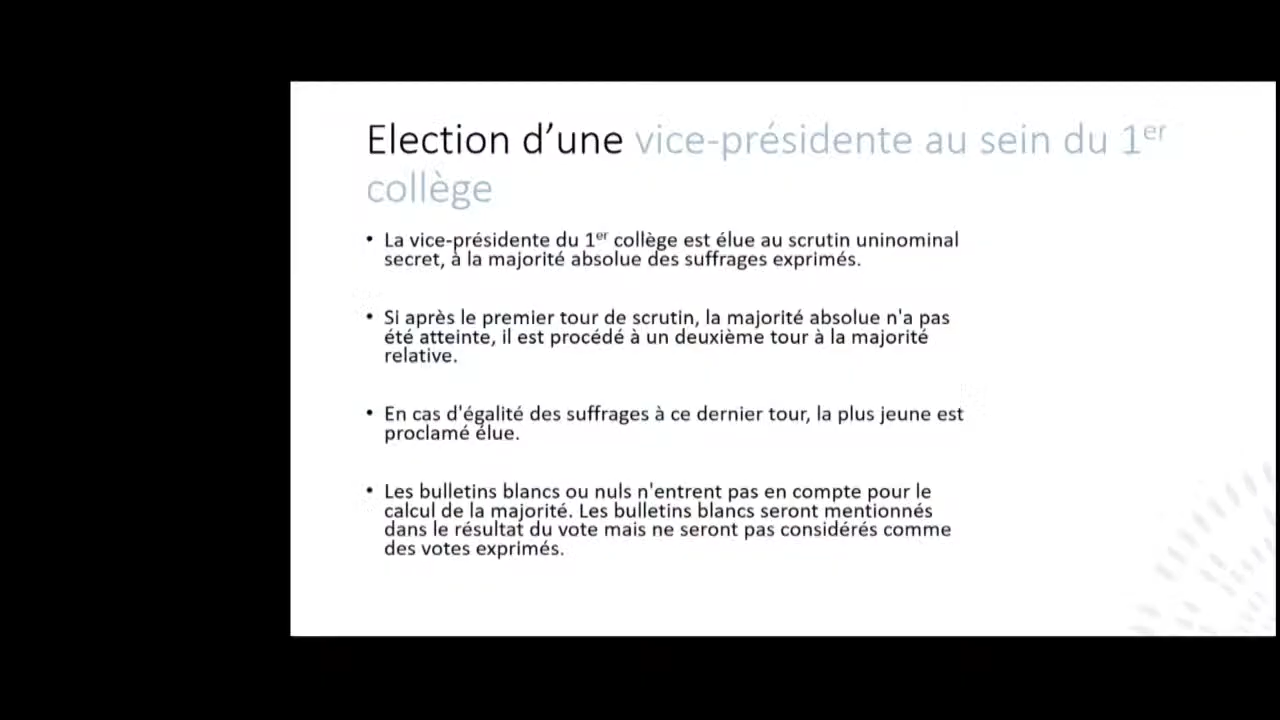 Election d’une vice-présidente au sein du 1er
collège
• La vice-présidente du 1er collège est élue au scrutin uninominal
secret, à la majorité absolue des suffrages exprimés.
• Si après le premier tour de scrutin, la majorité absolue n'a pas
été atteinte, il est procédé à un deuxième tour à la majorité
relative.
• En cas d'égalité des suffrages à ce dernier tour, la plus jeune est
proclamé élue.
• Les bulletins blancs ou nuls n'entrent pas en compte pour le
calcul de la majorité. Les bulletins blancs seront mentionnés
dans le résultat du vote mais ne seront pas considérés comme
des votes exprimés.